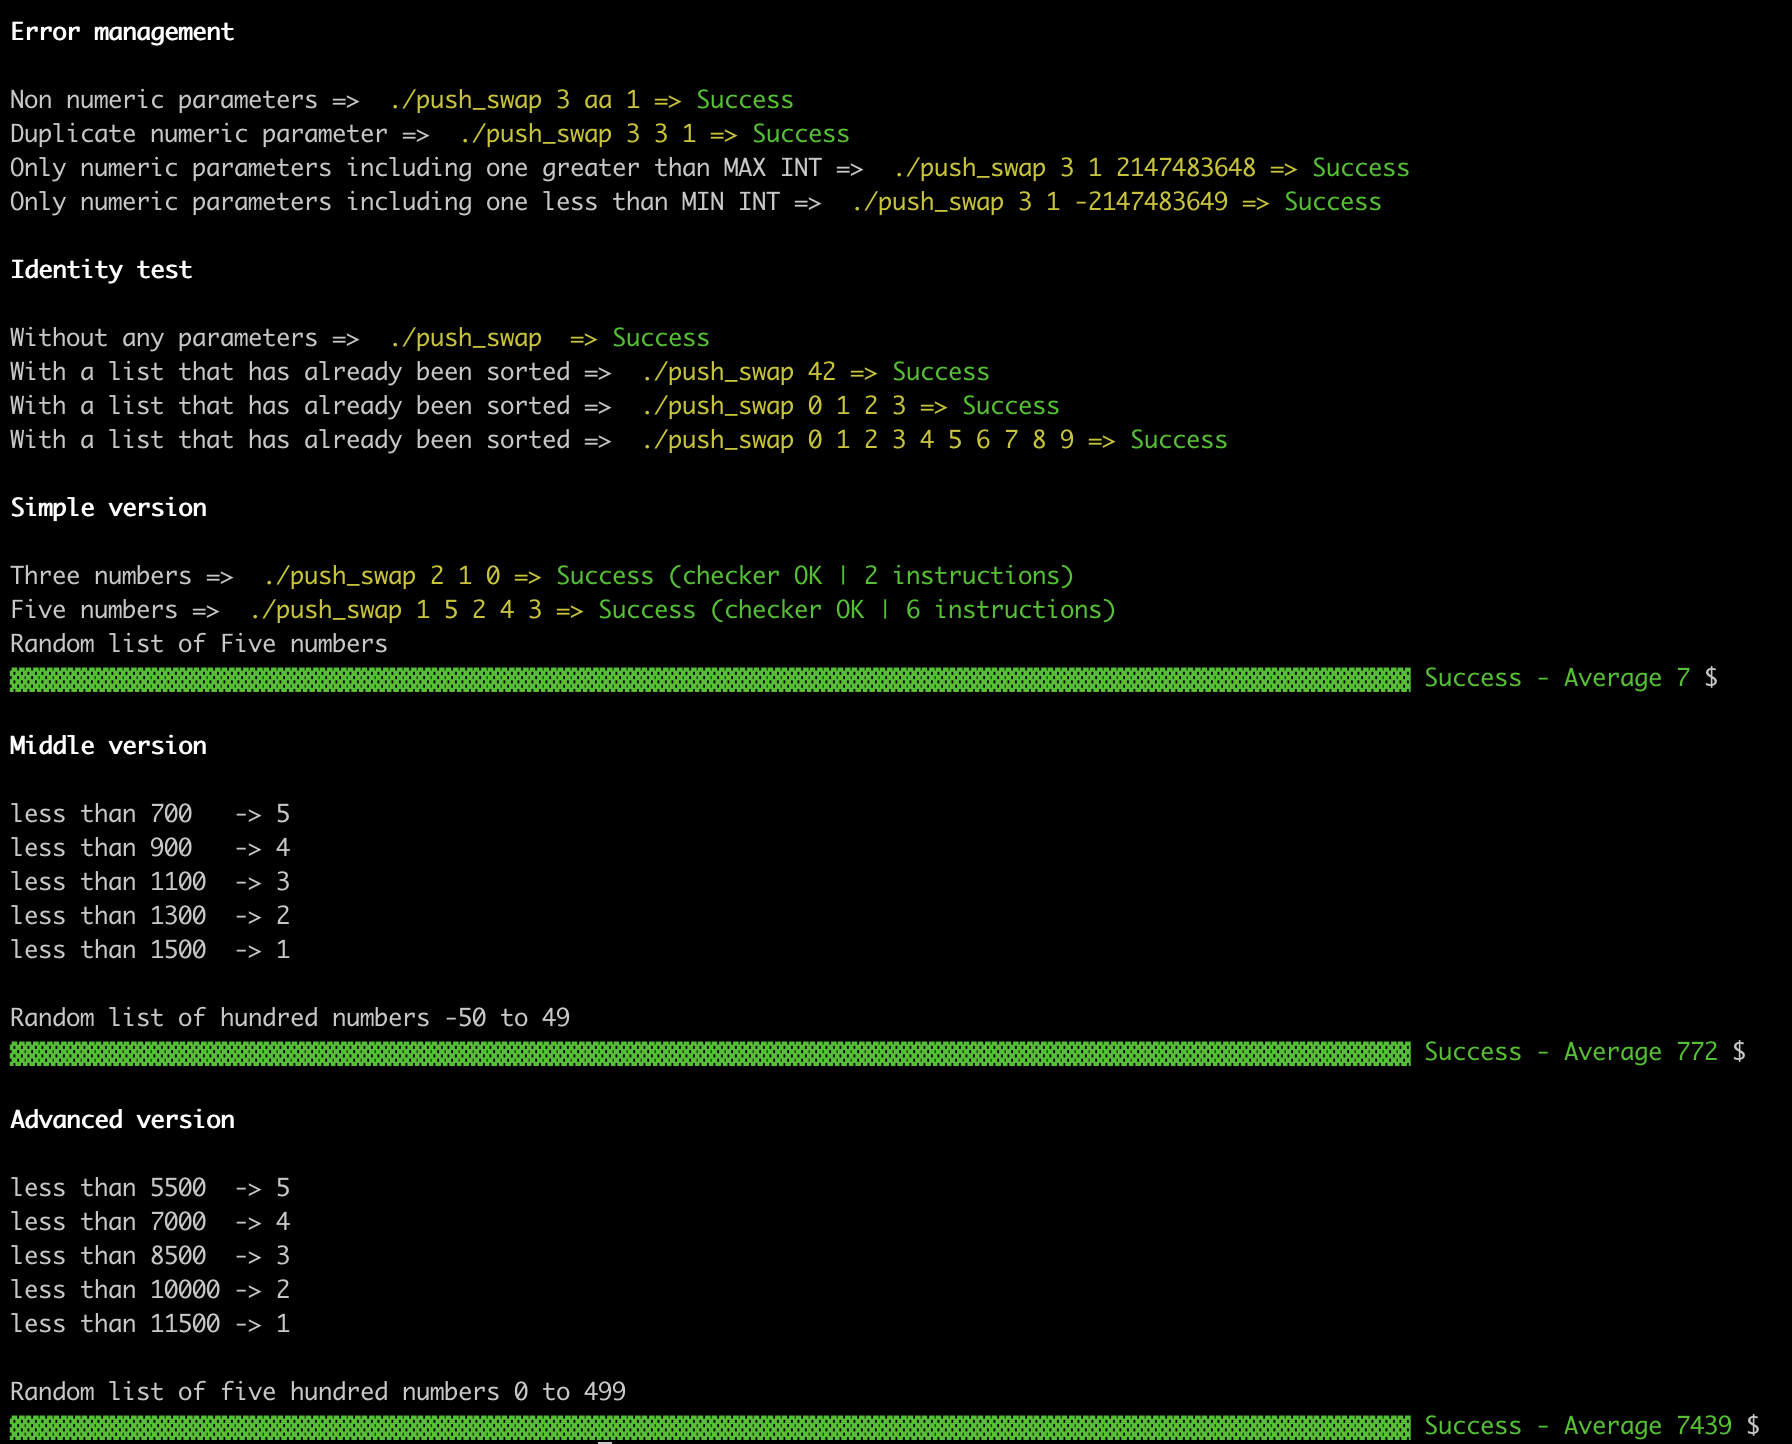 Error management
Non numeric parameters =>  ./push_swap 3 aa 1 => Success
Duplicate numeric parameter =>  ./push_swap 3 3 1 => Success
Only numeric parameters including one greater than MAX INT =>  ./push_swap 3 1 2147483648 => Success
Only numeric parameters including one less than MIN INT =>  ./push_swap 3 1 -2147483649 => Success
Identity test
Without any parameters =>  ./push_swap  => Success
With a list that has already been sorted =>  ./push_swap 42 => Success
With a list that has already been sorted =>  ./push_swap 0 1 2 3 => Success
With a list that has already been sorted =>  ./push_swap 0 1 2 3 4 5 6 7 8 9 => Success
Simple version
Three numbers =>  ./push_swap 2 1 0 => Success (checker OK | 2 instructions)
Five numbers =>  ./push_swap 1 5 2 4 3 => Success (checker OK | 6 instructions)
Random list of Five numbers
Success - Average 7 $
Middle version
less than 700   -> 5
less than 900   -> 4
less than 1100  -> 3
less than 1300  -> 2
less than 1500  -> 1
Random list of hundred numbers -50 to 49
Success - Average 772 $
Advanced version
less than 5500  -> 5
less than 7000  -> 4
less than 8500  -> 3
less than 10000 -> 2
less than 11500 -> 1
Random list of five hundred numbers 0 to 499
Success - Average 7439 $